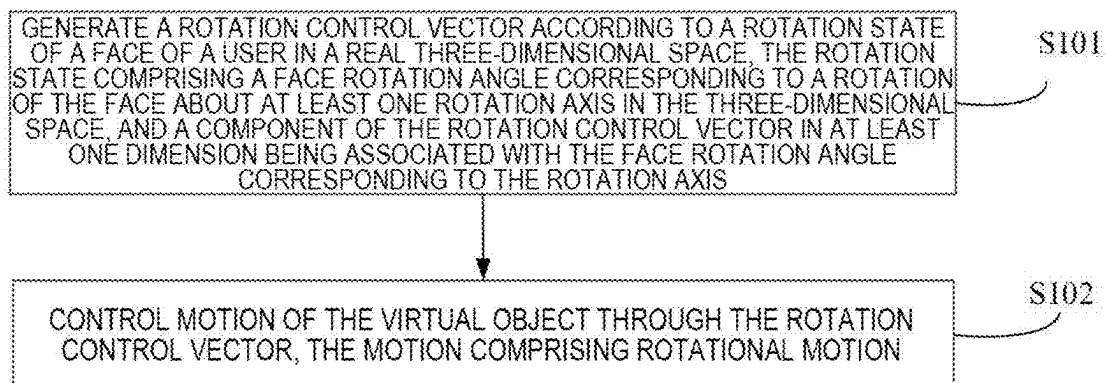 GENERATE A ROTATION CONTROL VECTOR ACCORDING TO A ROTATION STATE
OF A FACE OF A USER IN A REAL THREE-DIMENSIONAL SPACE, THE ROTATION
STATE COMPRISING A FACE ROTATION ANGLE CORRESPONDING TO A ROTATION
OF THE FACE ABOUT AT LEAST ONE ROTATION AXIS IN THE THREE-DIMENSIONAL
SPACE, AND A COMPONENT OF THE ROTATION CONTROL VECTOR IN AT LEAST
ONE DIMENSION BEING ASSOCIATED WITH THE FACE ROTATION ANGLE
CORRESPONDING TO THE ROTATION AXIS
S101
CONTROL MOTION OF THE VIRTUAL OBJECT THROUGH THE ROTATION
CONTROL VECTOR, THE MOTION COMPRISING ROTATIONAL MOTION
S102